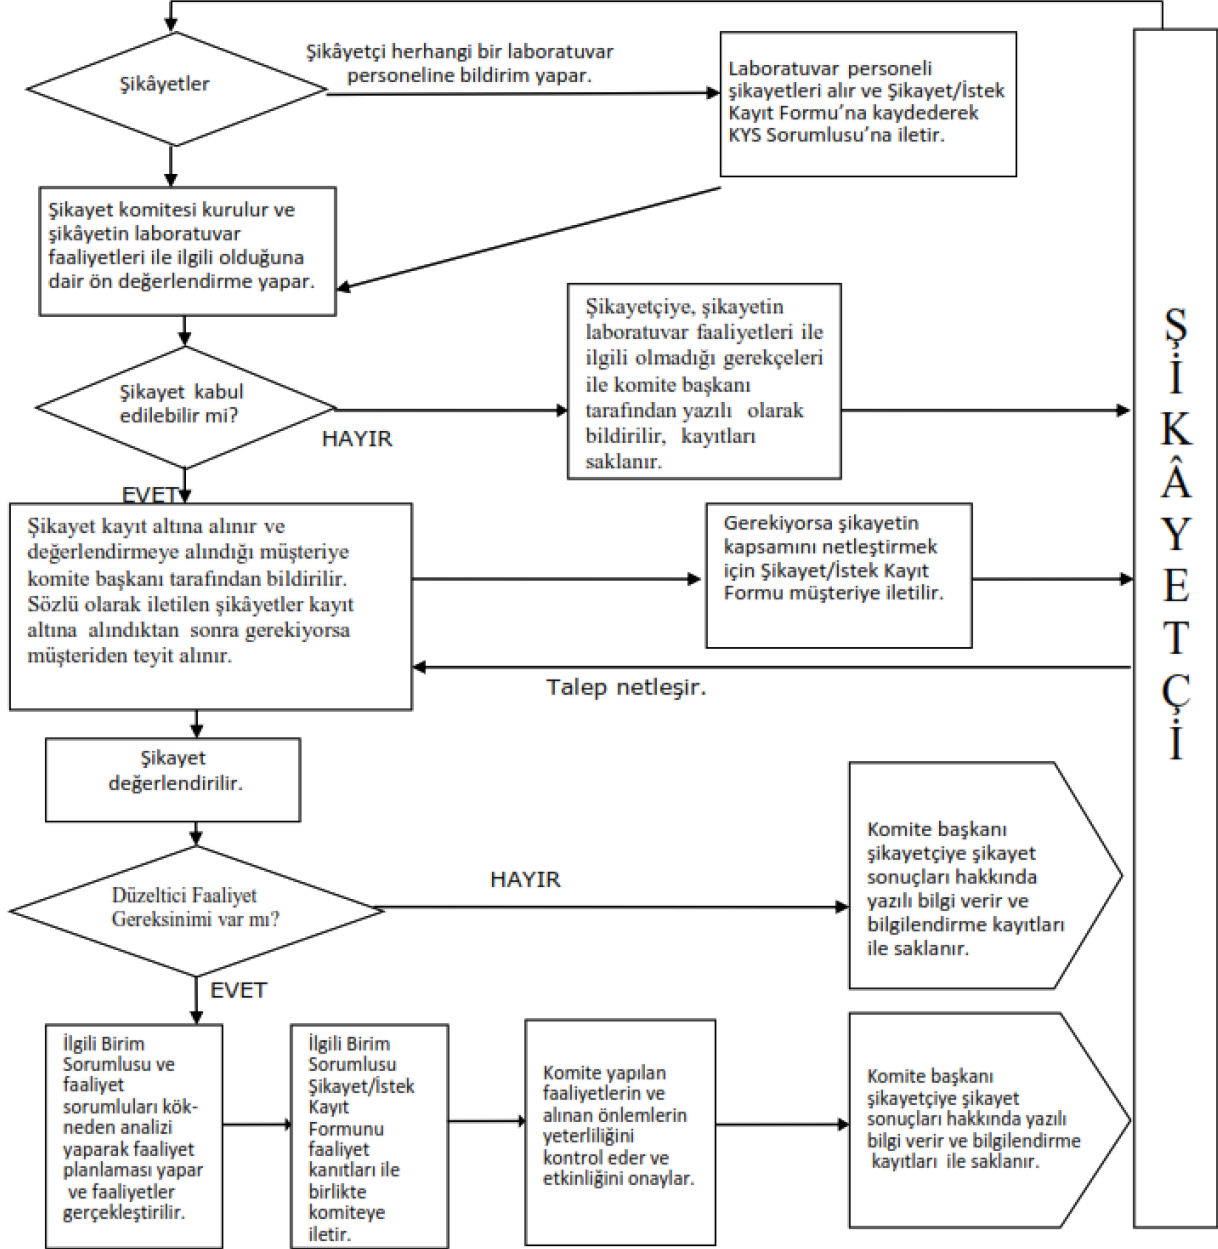 Şikâyetler
Şikâyetçi herhangi bir laboratuvar
personeline bildirim yapar.
Laboratuvar personeli
şikayetleri alır ve Şikayet/İstek
Kayıt Formu’na kaydederek
KYS Sorumlusu’na iletir.
Şikayet komitesi kurulur ve
şikâyetin laboratuvar
faaliyetleri ile ilgili olduğuna
dair ön değerlendirme yapar.
Şikayet kabul
edilebilir mi?
HAYIR
Şikayetçiye, şikayetin
laboratuvar faaliyetleri ile
ilgili olmadığı gerekçeleri
ile komite başkanı
tarafından yazılı olarak
bildirilir, kayıtları
saklanır.
EVET
Şikayet kayıt altına alınır ve
değerlendirmeye alındığı müşteriye
komite başkanı tarafından bildirilir.
Sözlü olarak iletilen şikâyetler kayıt
altına alındıktan sonra gerekiyorsa
müşteriden teyit alınır.
Gerekiyorsa şikayetin
kapsamını netleştirmek
için Şikayet/İstek Kayıt
Formu müşteriye iletilir.
Talep netleşir.
Şikayet
değerlendirilir.
Düzeltici Faaliyet
Gereksinimi var mı?
HAYIR
Komite başkanı
şikayetçiye şikayet
sonuçları hakkında
yazılı bilgi verir ve
bilgilendirme kayıtları
ile saklanır.
EVET
İlgili Birim
Sorumlusu ve
faaliyet
sorumluları kök-
neden analizi
yaparak faaliyet
planlaması yapar
ve faaliyetler
gerçekleştirilir.
İlgili Birim
Sorumlusu
Şikayet/İstek
Kayıt
Formunu
faaliyet
kanıtları ile
birlikte
komiteye
iletir.
Komite yapılan
faaliyetlerin ve
alınan önlemlerin
yeterliliğini
kontrol eder ve
etkinliğini onaylar.
Komite başkanı
şikayetçiye şikayet
sonuçları hakkında yazılı
bilgi verir ve bilgilendirme
kayıtları ile saklanır.
ŞİKÂYETÇİ